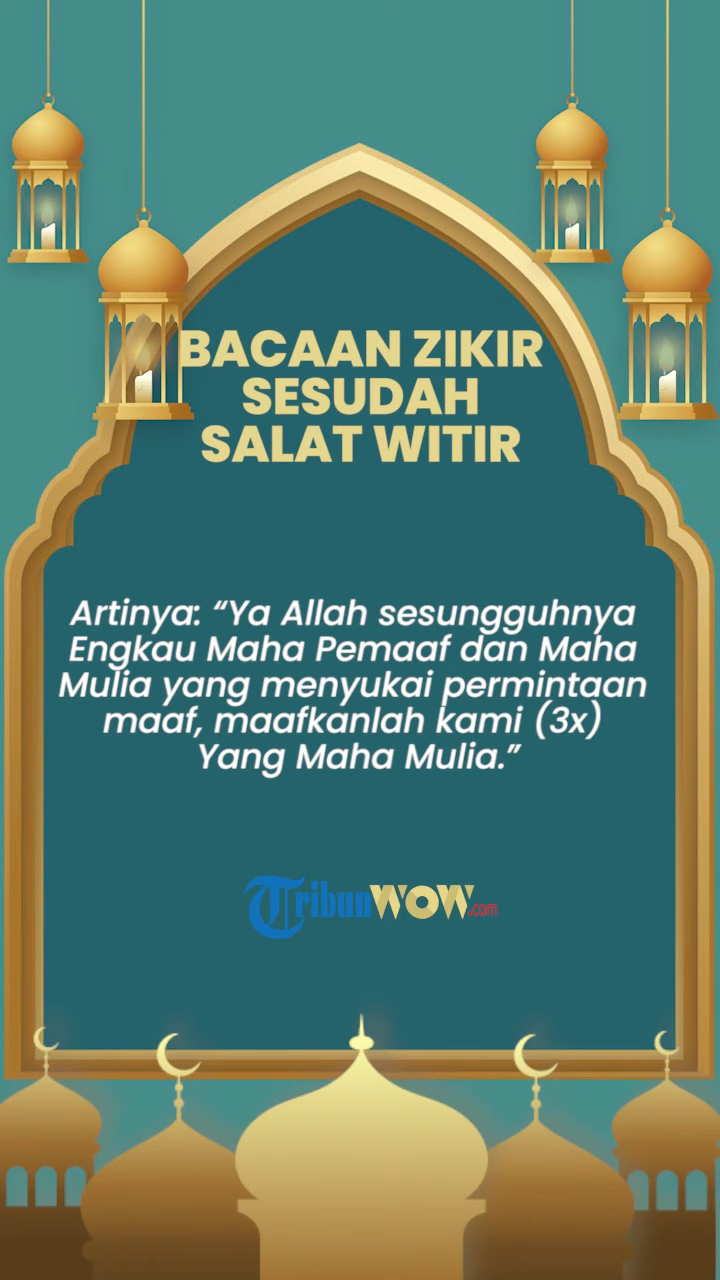 BACAAN ZIKIR
SESUDAH
SALAT WITIR
Artinya: “Ya Allah sesungguhnya
Engkau Maha Pemaaf dan Maha
Mulia yang menyukai permintaan
maaf, maafkanlah kami (3x)
Yang Maha Mulia.”
TribunWOW.com